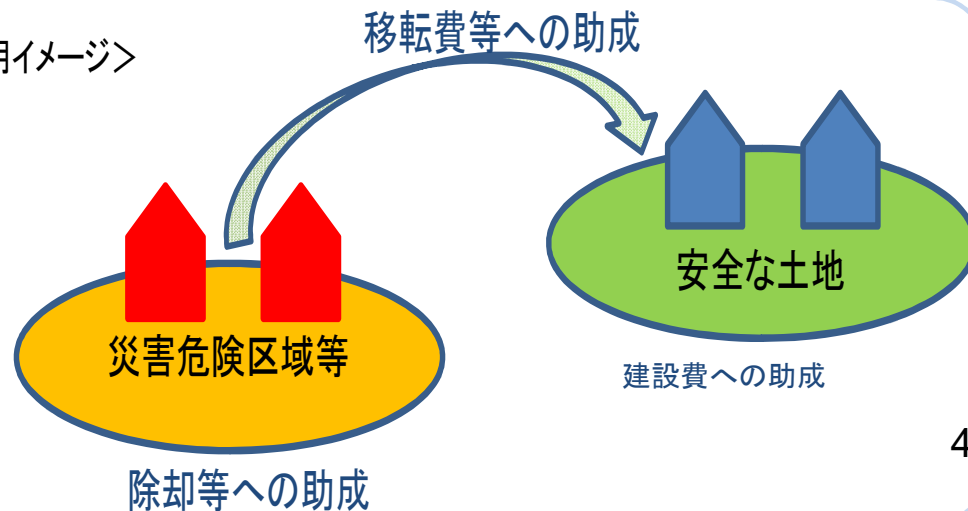 移転費等への助成
用イメージ＞
安全な土地
災害危険区域等
建設費への助成
4
除却等への助成